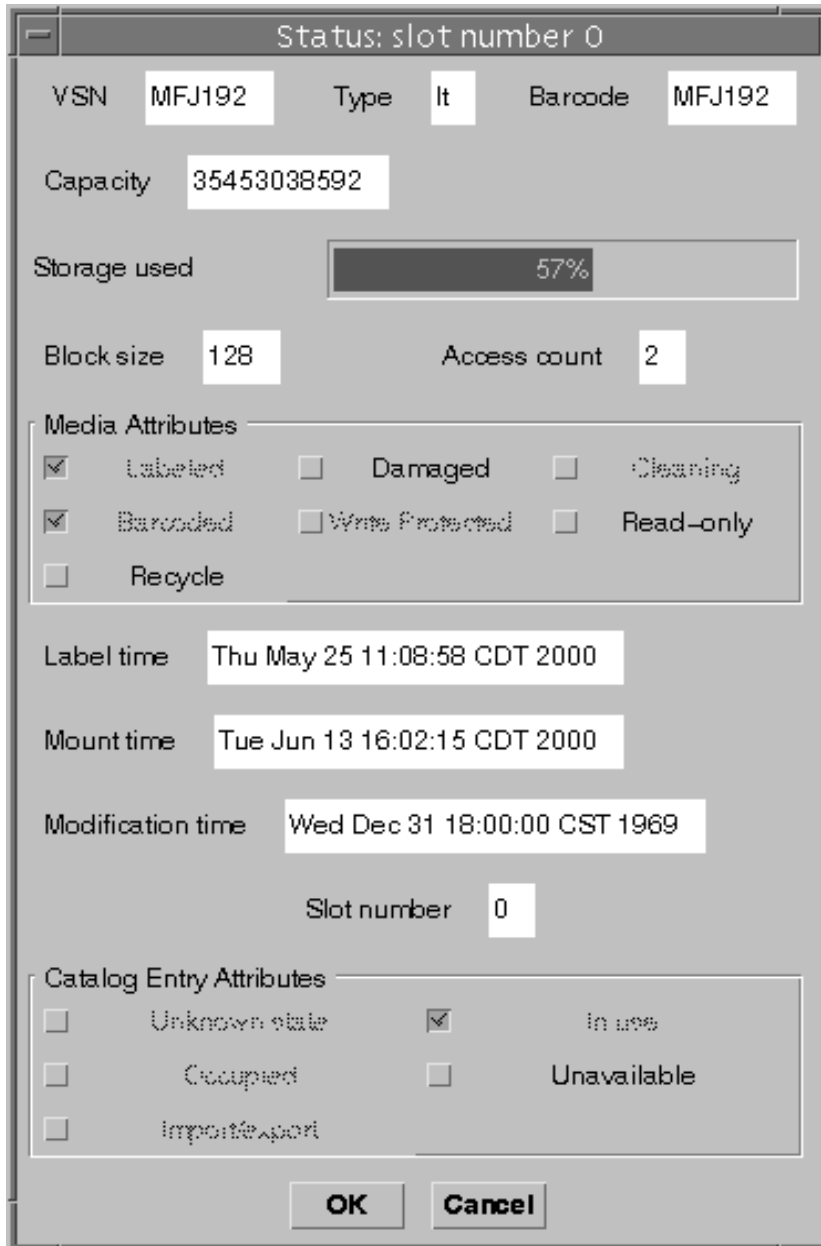 Status: slot number 0
VSN MFJ192 Type lt Barcode MFJ192
Capacity 35453038592
Storage used 57%
Block size 128 Access count 2
Media Attributes
Labeled Damaged Cleaning
Barcoded Write Protected Read-only
Recycle
Label time Thu May 25 11:08:58 CDT 2000
Mount time Tue Jun 13 16:02:15 CDT 2000
Modification time Wed Dec 31 18:00:00 CST 1969
Slot number 0
Catalog Entry Attributes
Unknown state In use
Occupied Unavailable
Import/export
OK Cancel